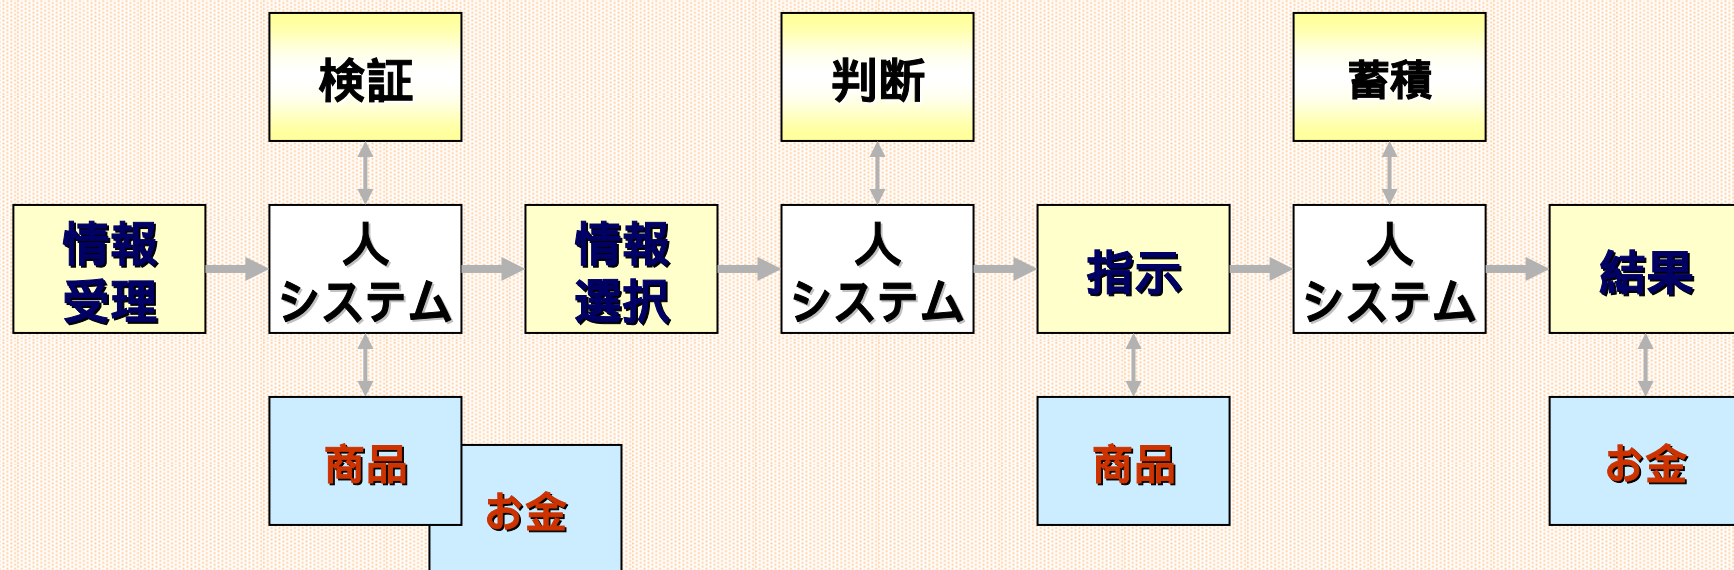 検証
判断
蓄積
情報
受理
人
システム
情報
選択
人
システム
指示
人
システム
結果
商品
お金
商品
お金